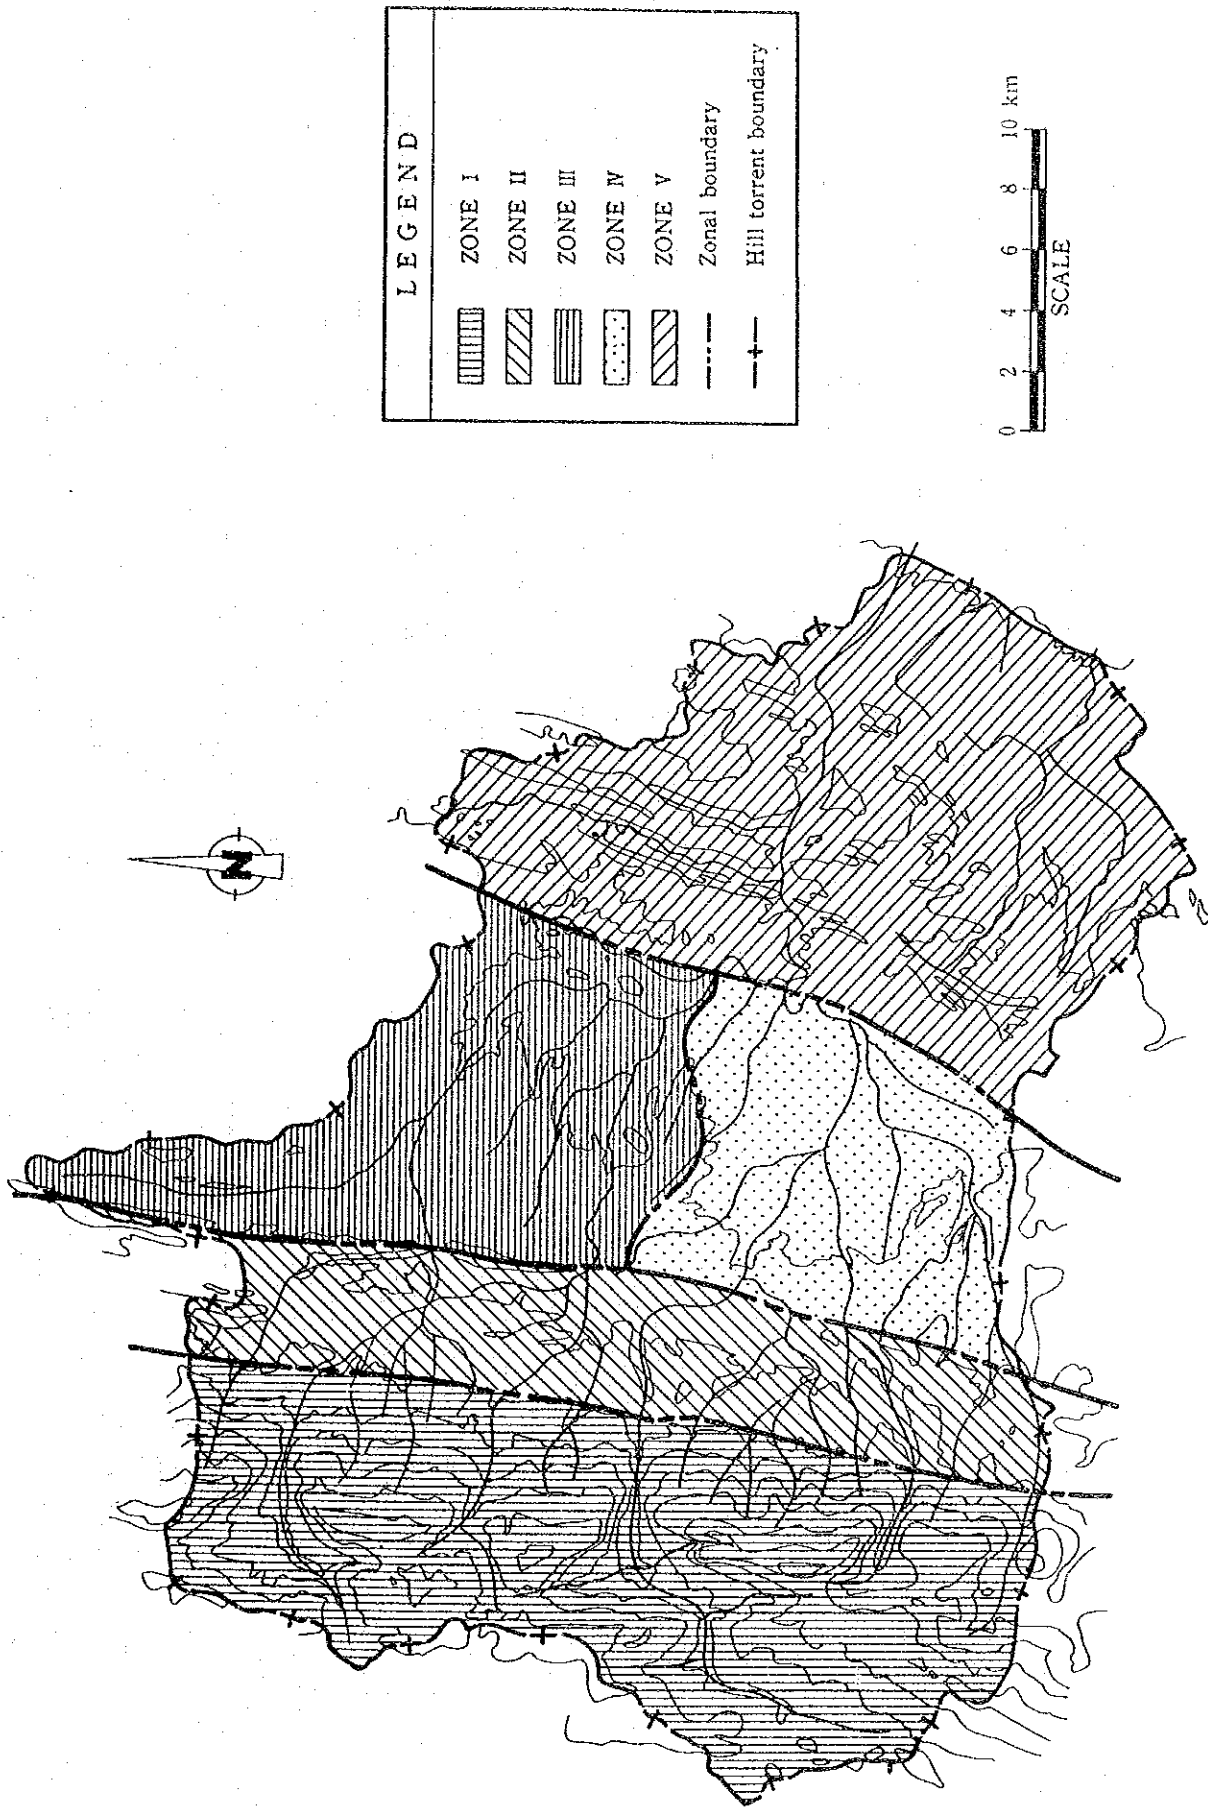 LEGEND
ZONE I
ZONE II
ZONE III
ZONE IV
ZONE V
Zonal boundary
Hill torrent boundary
N
0 2 4 6 8 10 km
SCALE